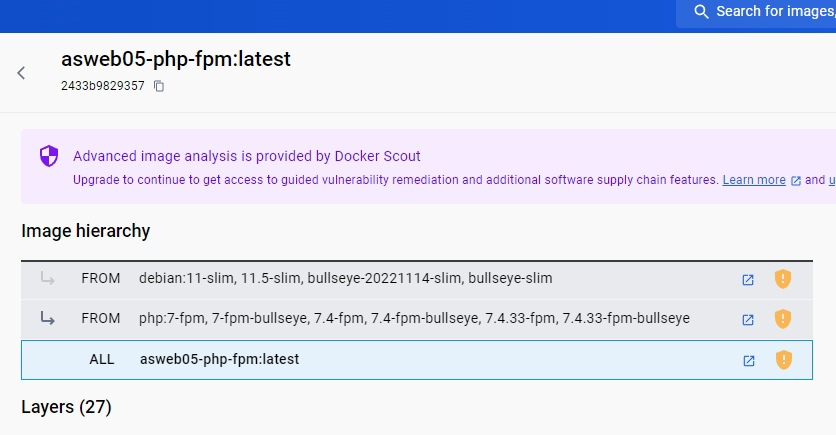 Search for images,
asweb05-php-fpm:latest
2433b9829357
Advanced image analysis is provided by Docker Scout
Upgrade to continue to get access to guided vulnerability remediation and additional software supply chain features. Learn more and u
Image hierarchy
FROM debian:11-slim, 11.5-slim, bullseye-20221114-slim, bullseye-slim
FROM php:7-fpm, 7-fpm-bullseye, 7.4-fpm, 7.4-fpm-bullseye, 7.4.33-fpm, 7.4.33-fpm-bullseye
ALL asweb05-php-fpm:latest
Layers (27)